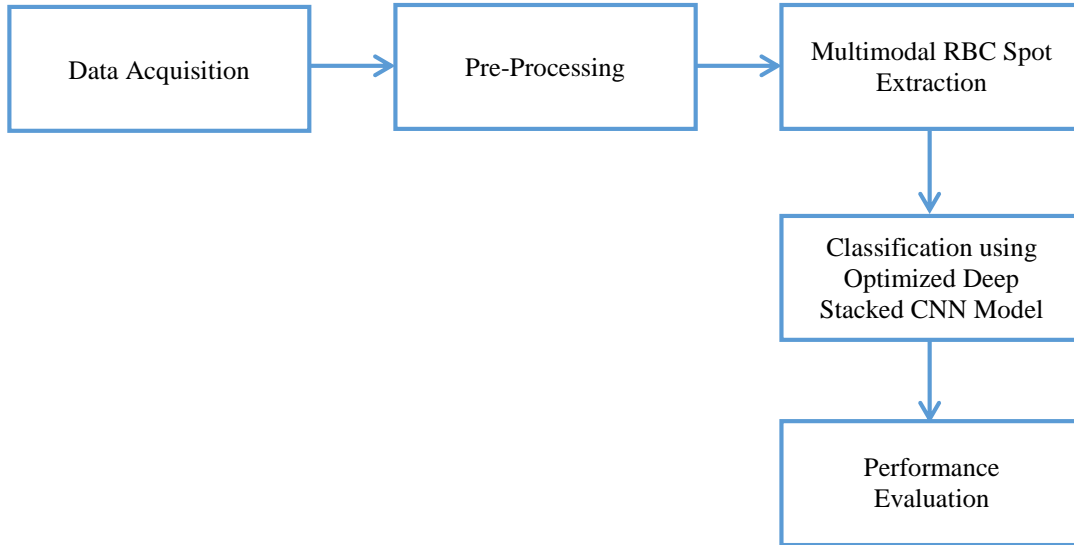 Data Acquisition
Pre-Processing
Multimodal RBC Spot
Extraction
Classification using
Optimized Deep
Stacked CNN Model
Performance
Evaluation